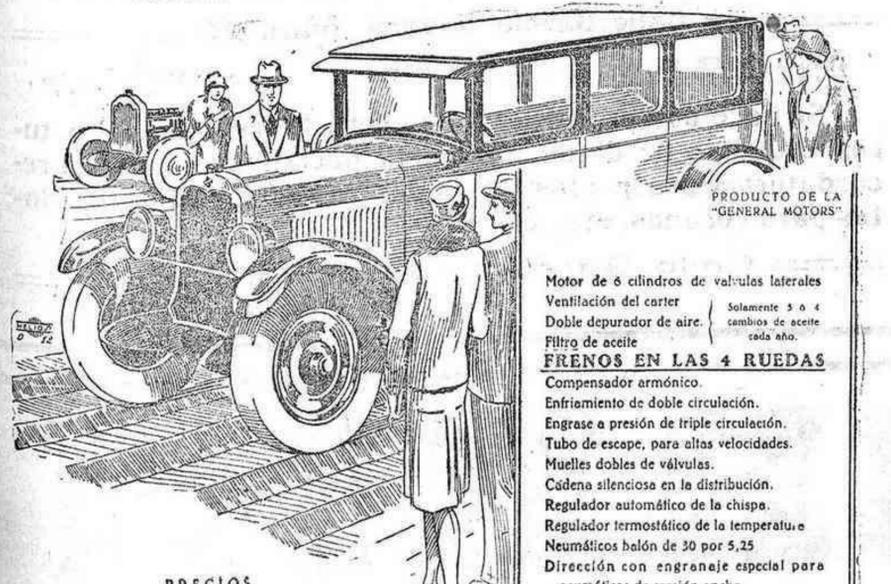 PRODUCTO DE LA
"GENERAL MOTORS"
Motor de 6 cilindros de valvulas laterales
Ventilación del carter
Doble depurador de aire.
Filtro de aceite
Solamente 3 ó 4
cambios de aceite
cada año.
FRENOS EN LAS 4 RUEDAS
Compensador armónico.
Enfriamiento de doble circulación.
Engrase a presión de triple circulación.
Tubo de escape, para altas velocidades.
Muelles dobles de válvulas.
Cadena silenciosa en la distribución.
Regulador automático de la chispa.
Regulador termostático de la temperatura
Neumáticos balón de 30 por 5,25
Dirección con engranaje especial para
HELIOS
PRECIOS